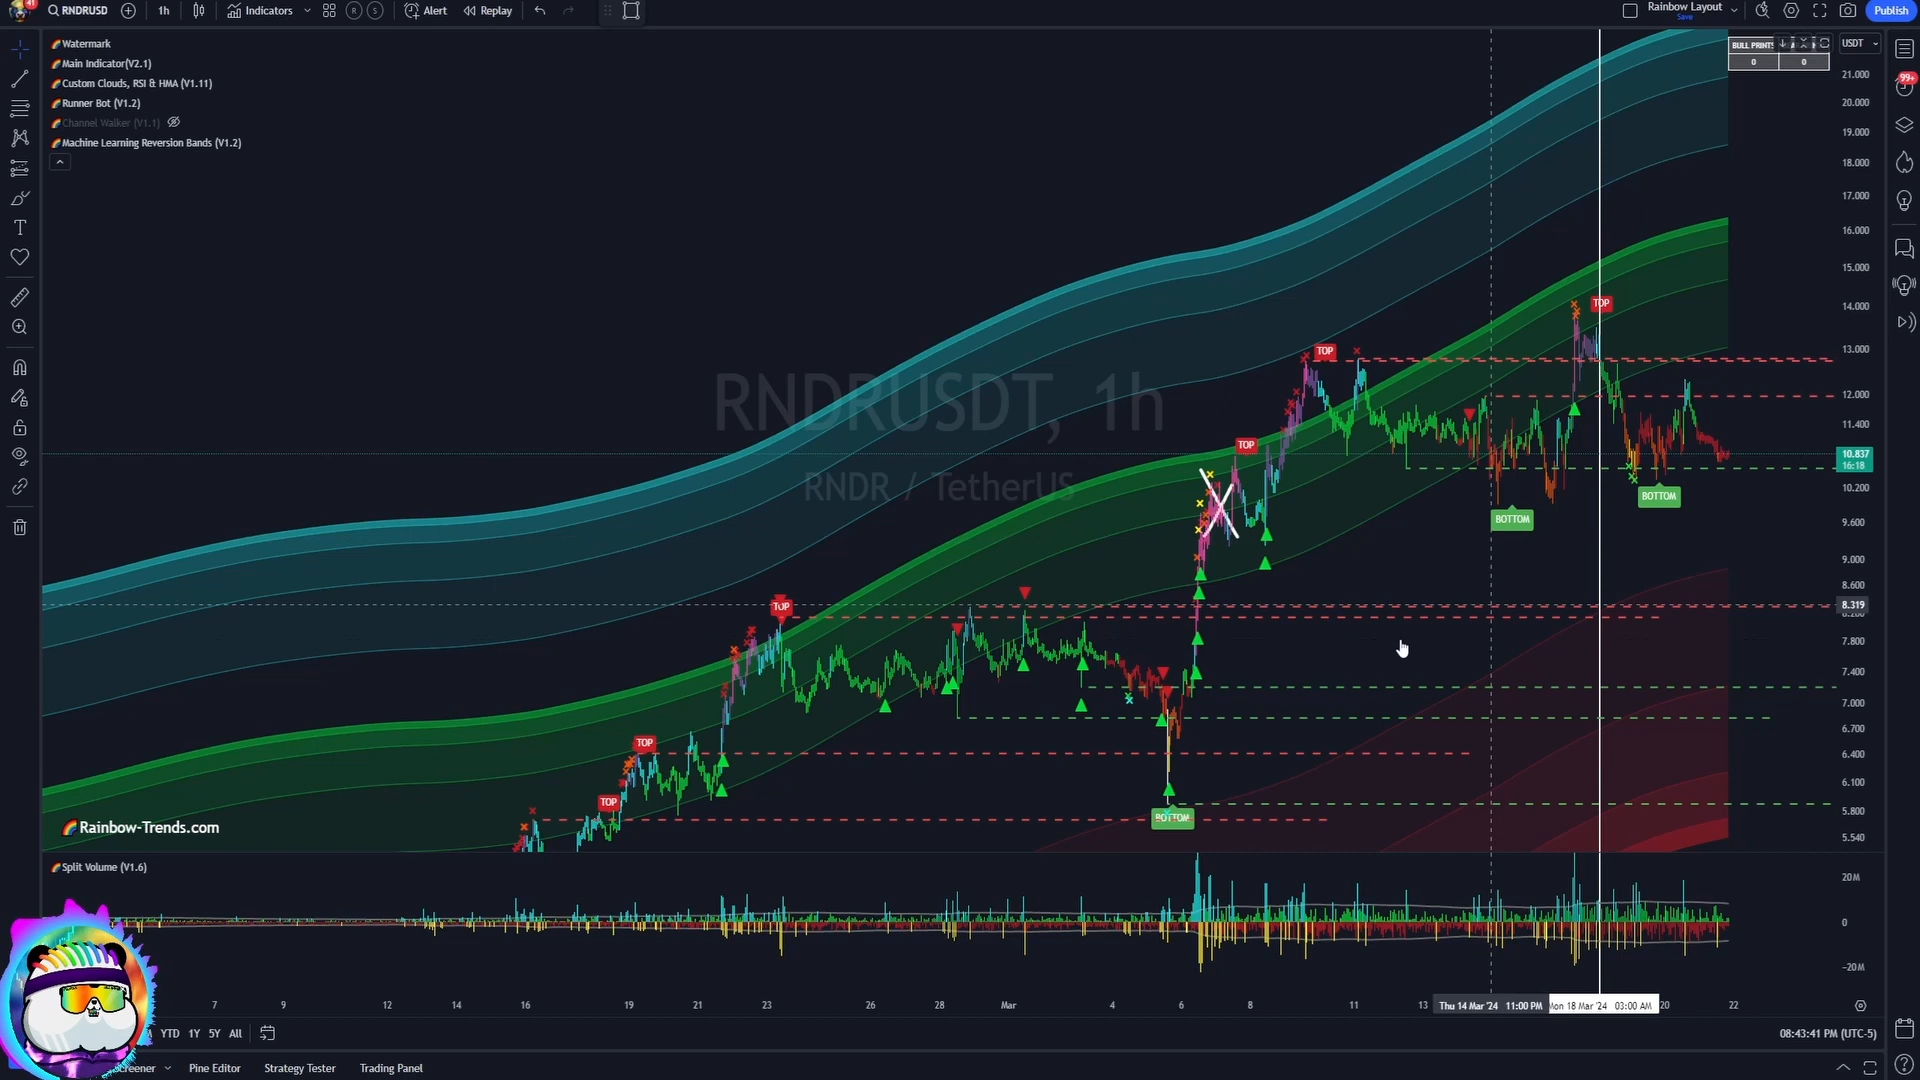 41
RNDRUSD
1h
Indicators
R
S
Alert
Replay
Rainbow Layout
Save
Publish
Watermark
Main Indicator(V2.1)
Custom Clouds, RSI & HMA (V1.11)
Runner Bot (V1.2)
Channel Walker (V1.1)
Machine Learning Reversion Bands (V1.2)
BULL PRINTS
0
0
USDT
99+
21.000
20.000
19.000
18.000
17.000
16.000
15.000
14.000
13.000
12.000
11.400
10.837
16:18
10.200
9.600
9.000
8.600
8.319
7.800
7.400
7.000
6.700
6.400
6.100
5.800
5.540
RNDRUSDT, 1h
RNDR / TetherUS
TOP
TOP
TOP
TOP
TOP
TOP
BOTTOM
BOTTOM
BOTTOM
Rainbow-Trends.com
Split Volume (V1.6)
20M
0
−20M
7
9
12
14
16
19
21
23
26
28
Mar
4
6
8
11
13
Thu 14 Mar '24 11:00 PM
Mon 18 Mar '24 03:00 AM
20
22
YTD
1Y
5Y
All
08:43:41 PM (UTC-5)
Screener
Pine Editor
Strategy Tester
Trading Panel